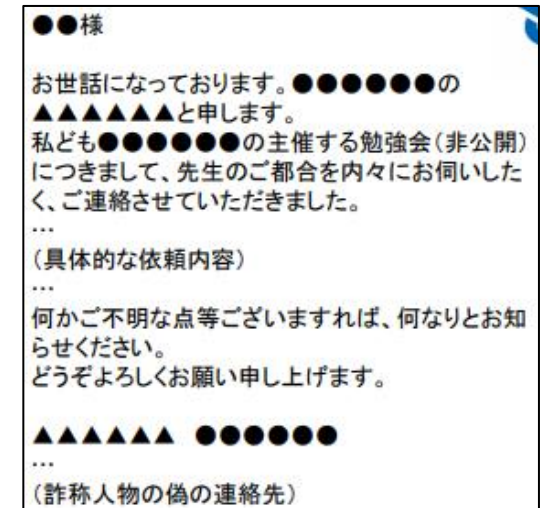 ●●様
お世話になっております。●●●●●●の
▲▲▲▲▲▲と申します。
私ども●●●●●●の主催する勉強会(非公開)
につきまして、先生のご都合を内々にお伺いした
く、ご連絡させていただきました。
…
(具体的な依頼内容)
…
何かご不明な点等ございますれば、何なりとお知
らせください。
どうぞよろしくお願い申し上げます。
▲▲▲▲▲▲ ●●●●●●
…
(詐称人物の偽の連絡先)